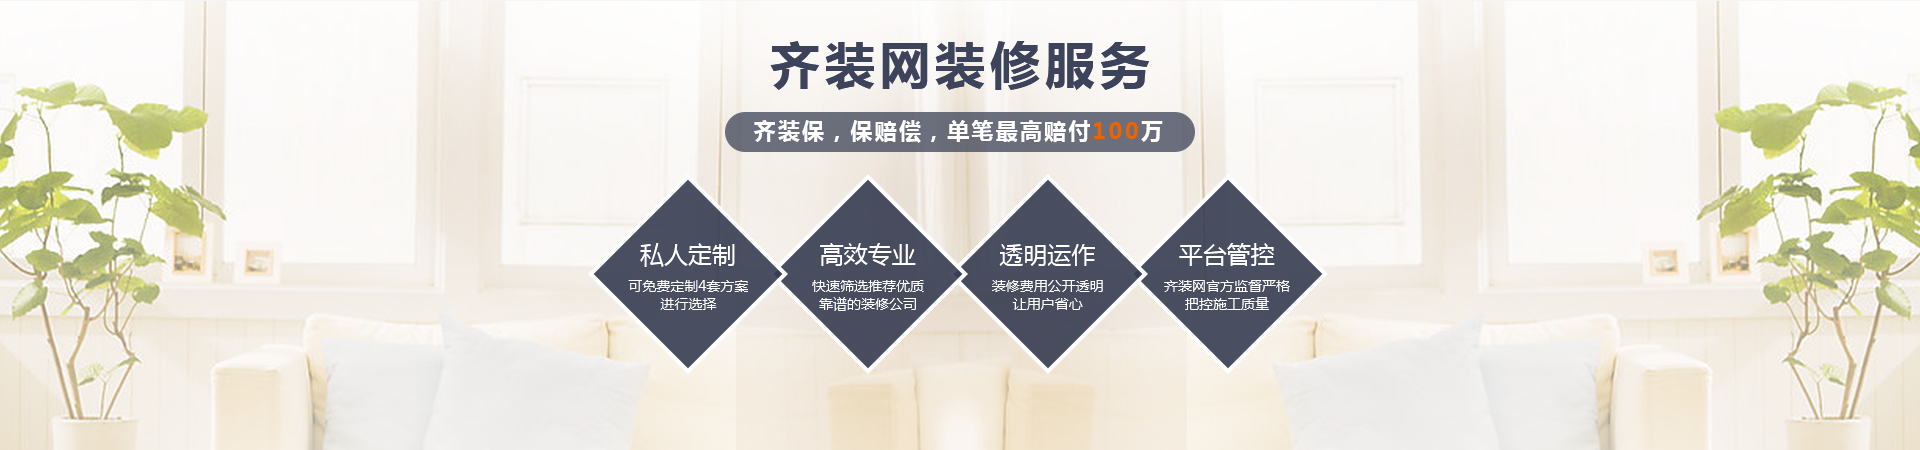 齐装网装修服务
齐装保，保赔偿，单笔最高赔付100万
私人定制
可免费定制4套方案
进行选择
高效专业
快速筛选推荐优质
靠谱的装修公司
透明运作
装修费用公开透明
让用户省心
平台管控
齐装网官方监督严格
把控施工质量